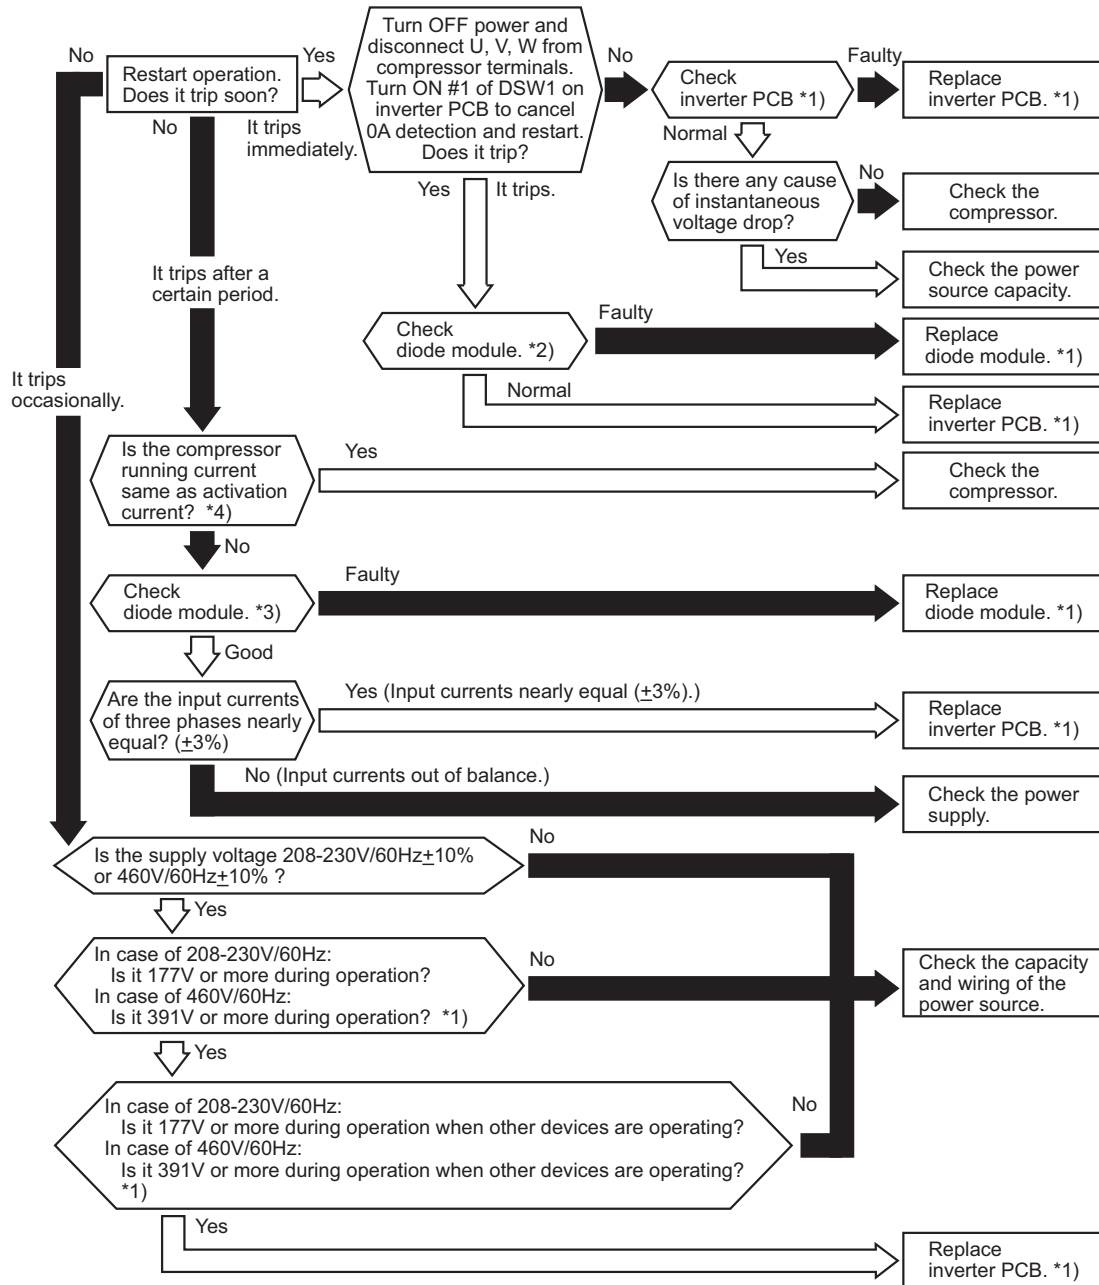 No
Restart operation.
Does it trip soon?
Yes
It trips
immediately.
No
Turn OFF power and
disconnect U, V, W from
compressor terminals.
Turn ON #1 of DSW1 on
inverter PCB to cancel
0A detection and restart.
Does it trip?
No
Check
inverter PCB *1)
Faulty
Replace
inverter PCB. *1)
Normal
Is there any cause
of instantaneous
voltage drop?
No
Check the
compressor.
Yes
Check the power
source capacity.
Yes
It trips.
Check
diode module. *2)
Faulty
Replace
diode module. *1)
Normal
Replace
inverter PCB. *1)
It trips after a
certain period.
It trips
occasionally.
Is the compressor
running current
same as activation
current? *4)
Yes
Check the
compressor.
No
Check
diode module. *3)
Faulty
Replace
diode module. *1)
Good
Are the input currents
of three phases nearly
equal? (±3%)
Yes (Input currents nearly equal (±3%).)
Replace
inverter PCB. *1)
No (Input currents out of balance.)
Check the power
supply.
Is the supply voltage 208-230V/60Hz±10%
or 460V/60Hz±10% ?
No
Yes
In case of 208-230V/60Hz:
Is it 177V or more during operation?
In case of 460V/60Hz:
Is it 391V or more during operation? *1)
No
Check the capacity
and wiring of the
power source.
Yes
In case of 208-230V/60Hz:
Is it 177V or more during operation when other devices are operating?
In case of 460V/60Hz:
Is it 391V or more during operation when other devices are operating?
*1)
No
Yes
Replace
inverter PCB. *1)